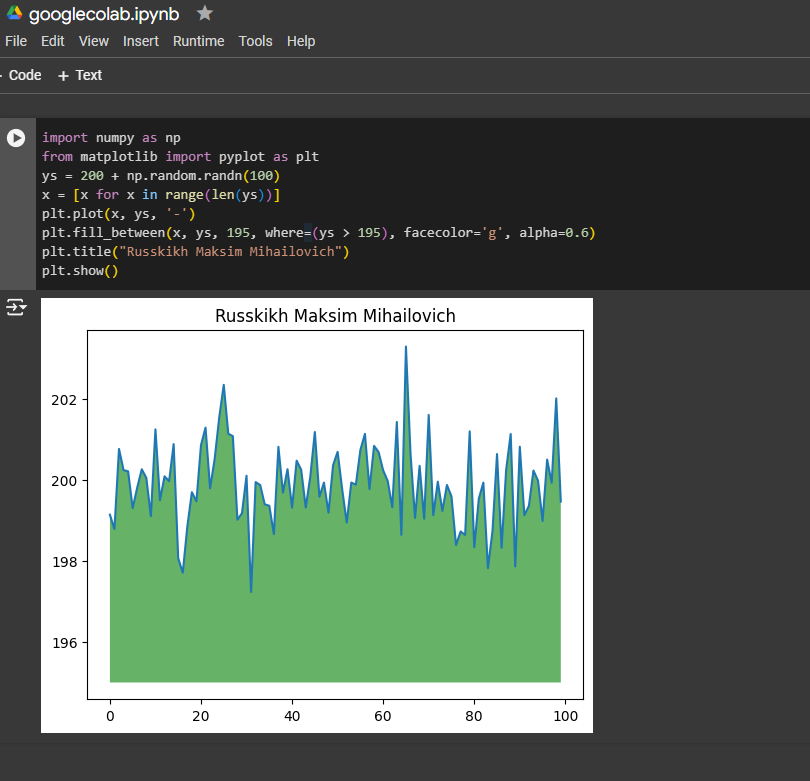 googlecolab.ipynb
File Edit View Insert Runtime Tools Help
Code + Text
import numpy as np
from matplotlib import pyplot as plt
ys = 200 + np.random.randn(100)
x = [x for x in range(len(ys))]
plt.plot(x, ys, '-')
plt.fill_between(x, ys, 195, where=(ys > 195), facecolor='g', alpha=0.6)
plt.title("Russkikh Maksim Mihailovich")
plt.show()
Russkikh Maksim Mihailovich
202
200
198
196
0 20 40 60 80 100